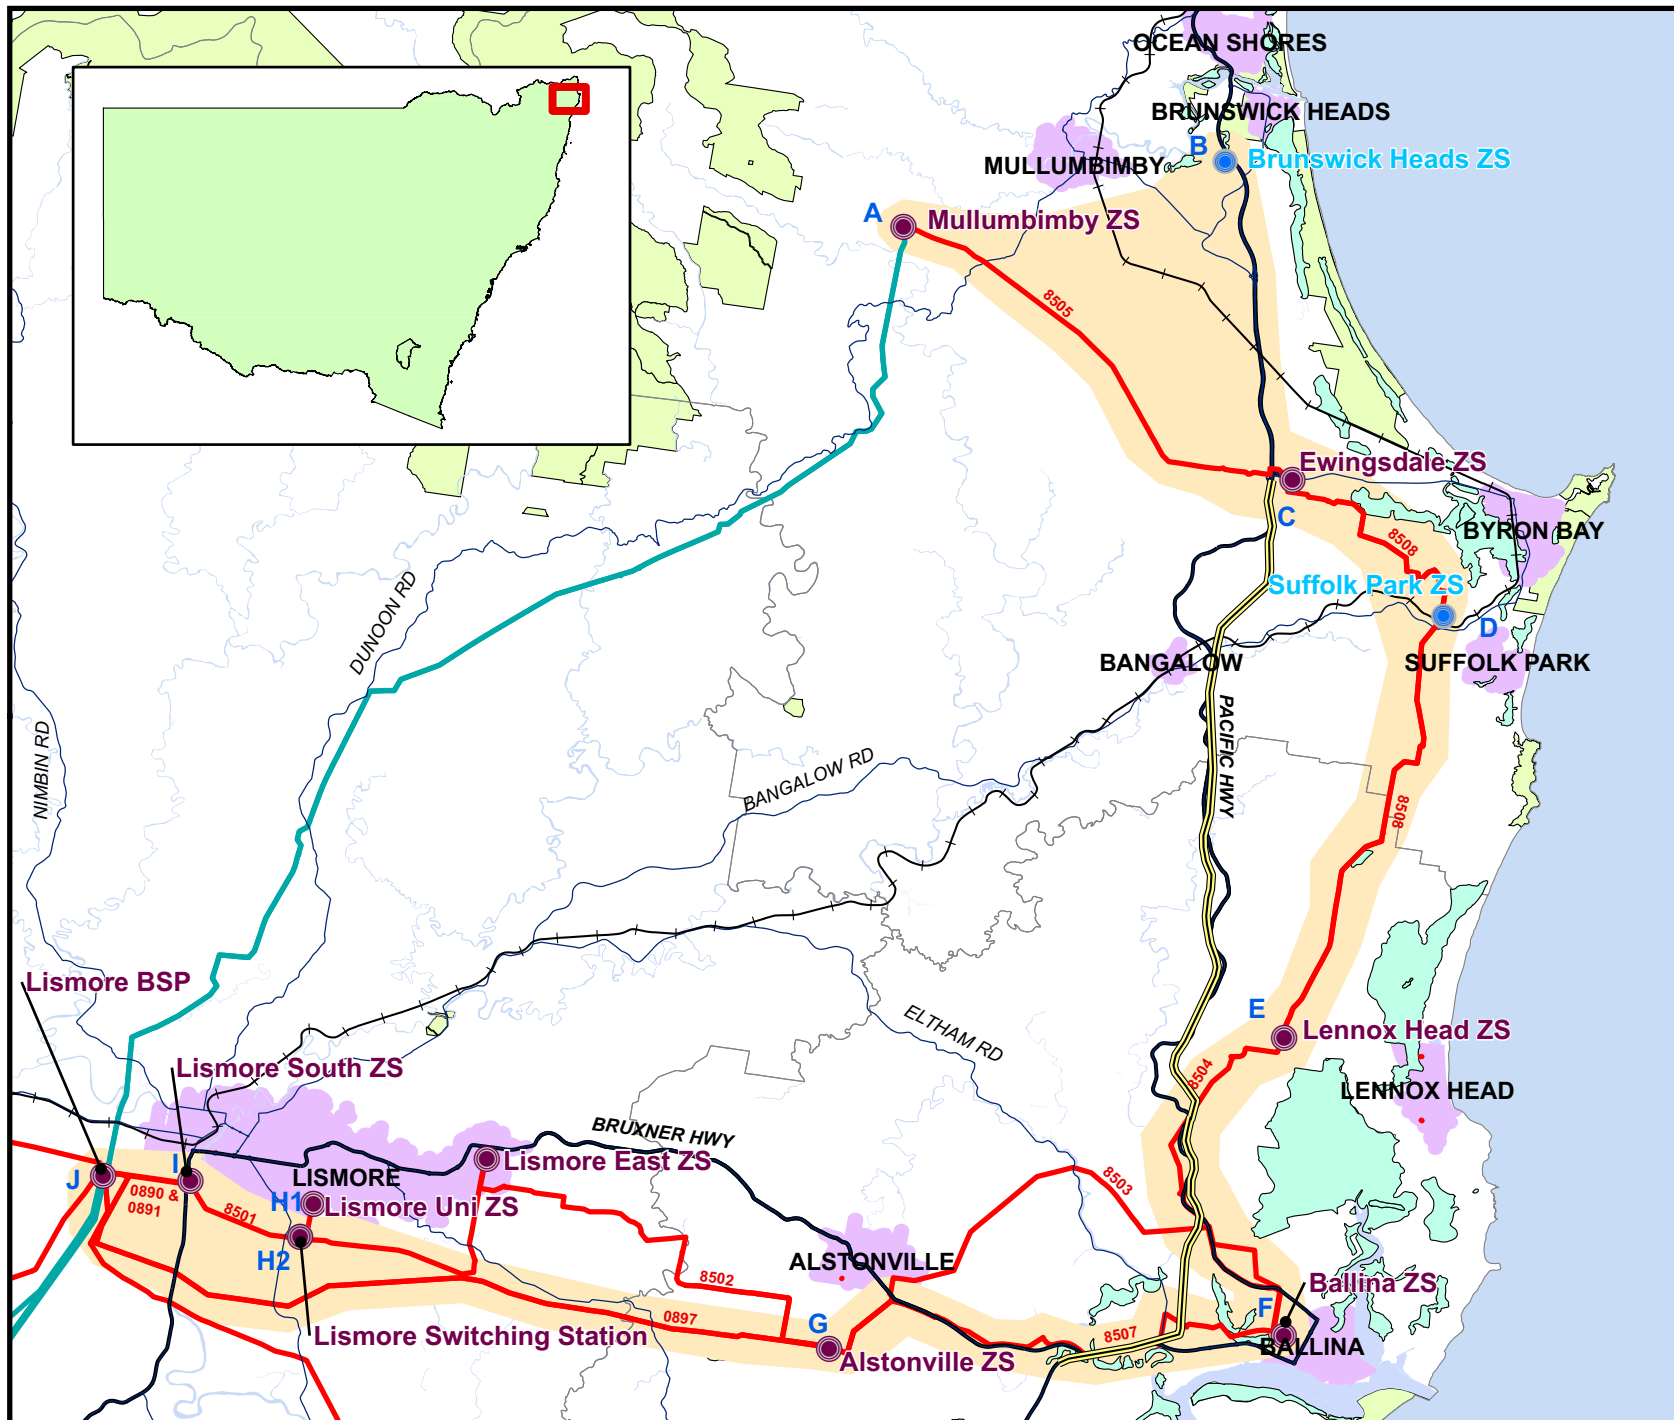 OCEAN SHORES
BRUNSWICK HEADS
B
Brunswick Heads ZS
MULLUMBIMBY
A
Mullumbimby ZS
8505
Ewingsdale ZS
C
BYRON BAY
8508
Suffolk Park ZS
D
DUNOON RD
BANGALOW
SUFFOLK PARK
PACIFIC HWY
NIMBIN RD
BANGALOW RD
8508
Lismore BSP
E
ELTHAM RD
Lennox Head ZS
Lismore South ZS
8504
LENNOX HEAD
BRUXNER HWY
Lismore East ZS
I
J
LISMORE
0890 &
0891
8501
H1
Lismore Uni ZS
8503
H2
ALSTONVILLE
8502
Ballina ZS
F
0897
G
8507
Lismore Switching Station
BALLINA
Alstonville ZS